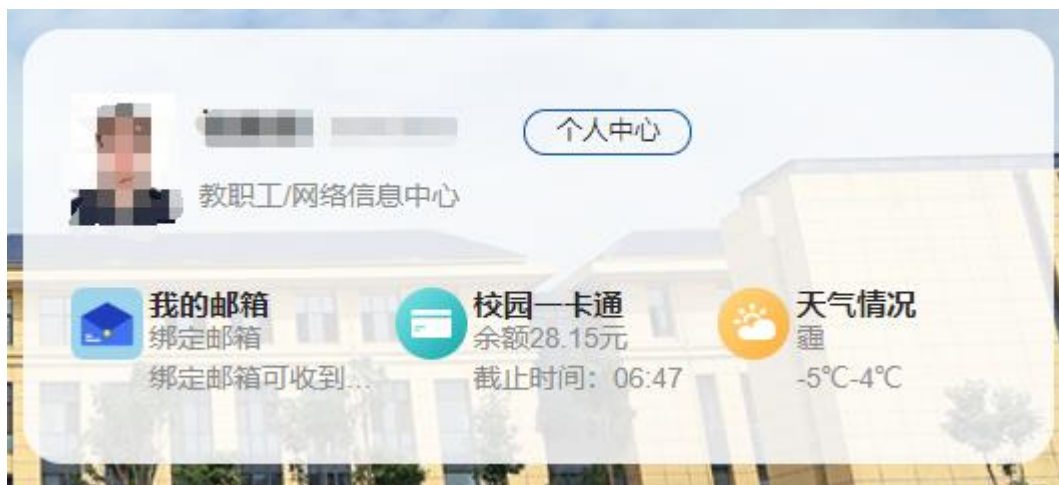 个人中心
教职工/网络信息中心
我的邮箱
绑定邮箱
绑定邮箱可收到...
校园一卡通
余额28.15元
截止时间：06:47
天气情况
霾
-5℃-4℃